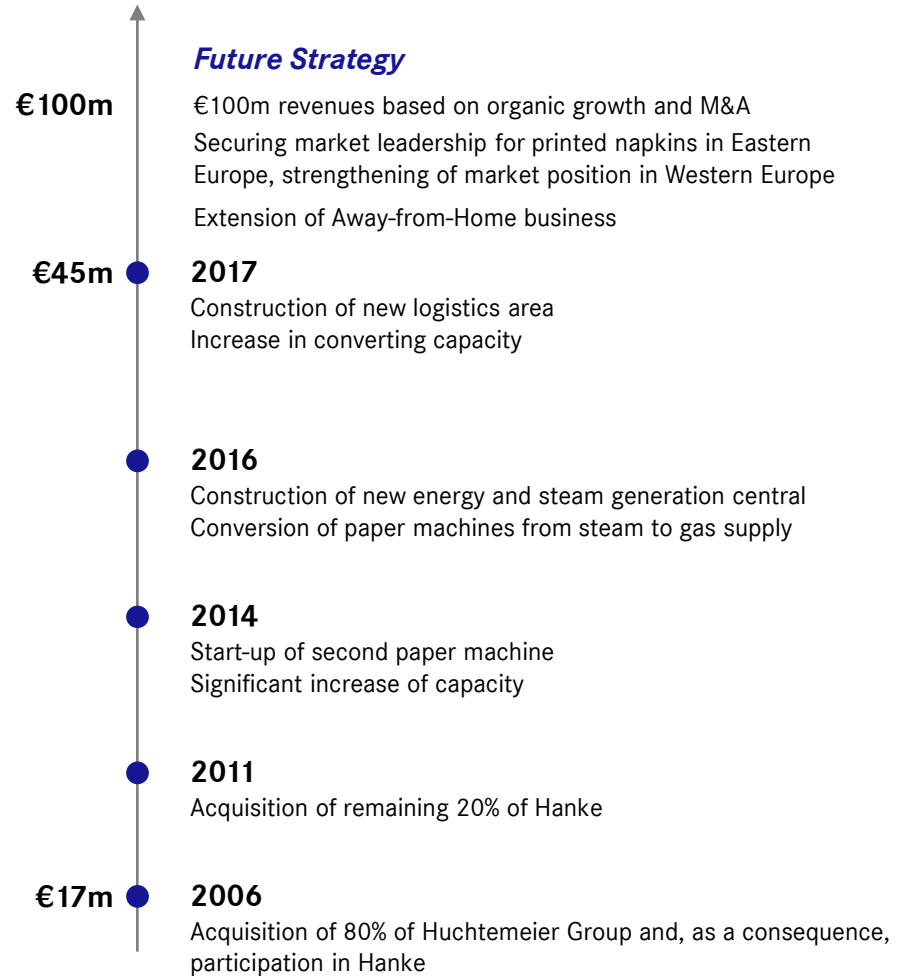 Future Strategy
€100m
€100m revenues based on organic growth and M&A
Securing market leadership for printed napkins in Eastern
Europe, strengthening of market position in Western Europe
Extension of Away-from-Home business
€45m
2017
Construction of new logistics area
Increase in converting capacity
2016
Construction of new energy and steam generation central
Conversion of paper machines from steam to gas supply
2014
Start-up of second paper machine
Significant increase of capacity
2011
Acquisition of remaining 20% of Hanke
€17m
2006
Acquisition of 80% of Huchtemeier Group and, as a consequence,
participation in Hanke